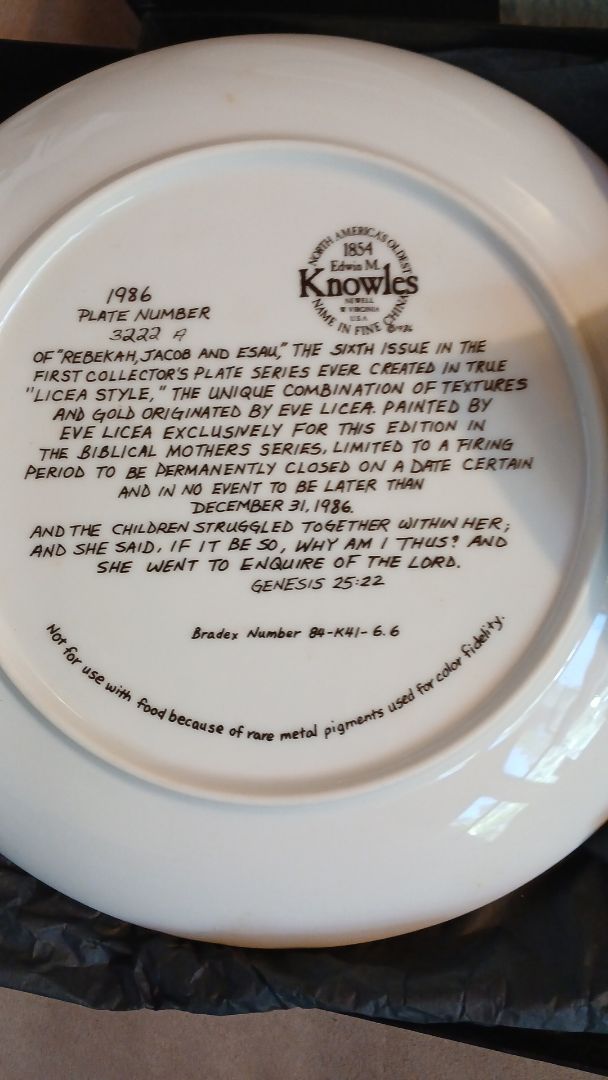 NORTH AMERICA'S OLDEST
1854
Edwin M.
Knowles
NEWELL
W. VIRGINIA
U.S.A.
NAME IN FINE CHINA
1986
PLATE NUMBER
3222 A
OF "REBEKAH, JACOB AND ESAU," THE SIXTH ISSUE IN THE
FIRST COLLECTOR'S PLATE SERIES EVER CREATED IN TRUE
"LICEA STYLE," THE UNIQUE COMBINATION OF TEXTURES
AND GOLD ORIGINATED BY EVE LICEA. PAINTED BY
EVE LICEA EXCLUSIVELY FOR THIS EDITION IN
THE BIBLICAL MOTHERS SERIES, LIMITED TO A FIRING
PERIOD TO BE PERMANENTLY CLOSED ON A DATE CERTAIN
AND IN NO EVENT TO BE LATER THAN
DECEMBER 31, 1986.
AND THE CHILDREN STRUGGLED TOGETHER WITHIN HER;
AND SHE SAID, IF IT BE SO, WHY AM I THUS? AND
SHE WENT TO ENQUIRE OF THE LORD.
GENESIS 25:22
Bradex Number 84-K41-6.6
Not for use with food because of rare metal pigments used for color fidelity.